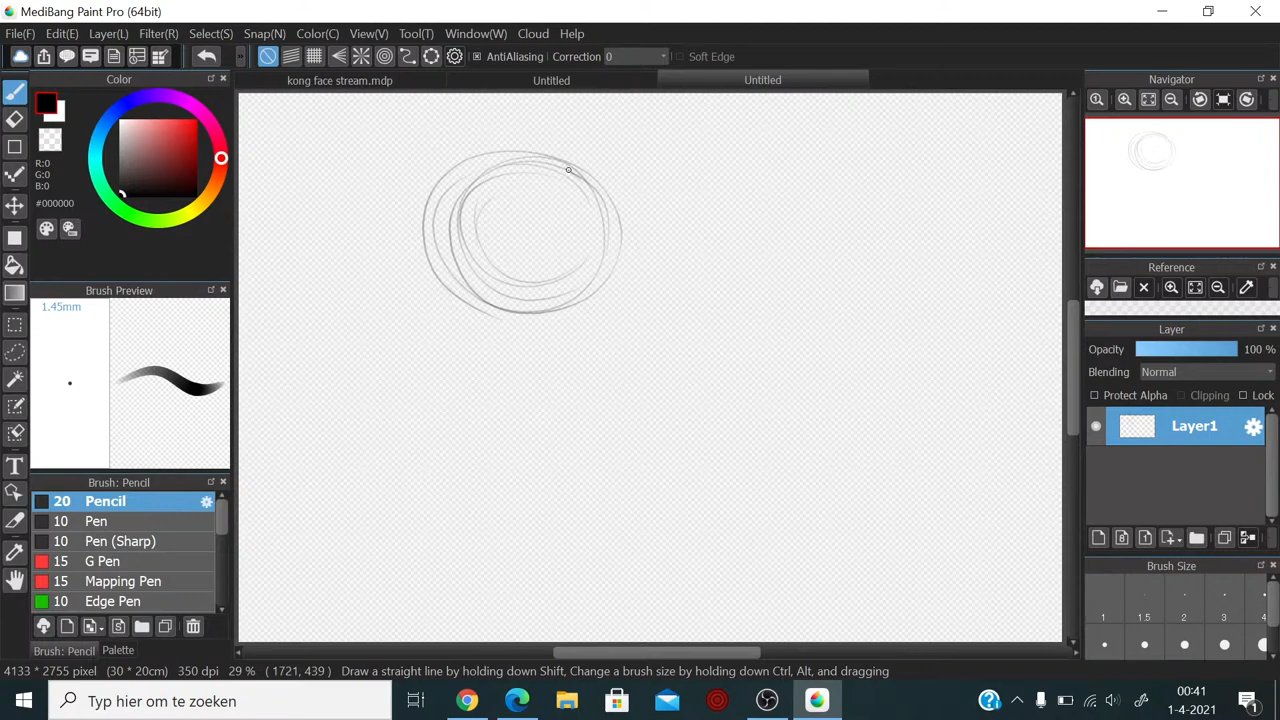 MediBang Paint Pro (64bit)
File(F) Edit(E) Layer(L) Filter(R) Select(S) Snap(N) Color(C) View(V) Tool(T) Window(W) Cloud Help
AntiAliasing Correction 0 Soft Edge
Color
kong face stream.mdp Untitled Untitled
Navigator
R:0
G:0
B:0
#000000
Reference
Brush Preview
1.45mm
Layer
Opacity 100 %
Blending Normal
Protect Alpha Clipping Lock
Layer1
Brush: Pencil
20 Pencil
10 Pen
10 Pen (Sharp)
15 G Pen
15 Mapping Pen
10 Edge Pen
Brush Size
1 1.5 2 3 4
Brush: Pencil Palette
4133 * 2755 pixel (30 * 20cm) 350 dpi 29 % ( 1721, 439 ) Draw a straight line by holding down Shift, Change a brush size by holding down Ctrl, Alt, and dragging
Typ hier om te zoeken
00:41
1-4-2021
1